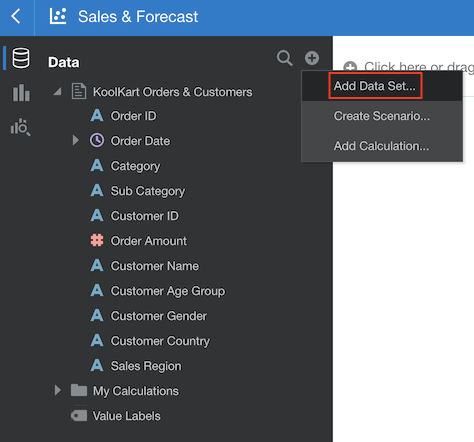 Sales & Forecast
Data
Click here or drag
Add Data Set...
Create Scenario...
Add Calculation...
KoolKart Orders & Customers
A Order ID
Order Date
A Category
A Sub Category
A Customer ID
# Order Amount
A Customer Name
A Customer Age Group
A Customer Gender
A Customer Country
A Sales Region
My Calculations
Value Labels